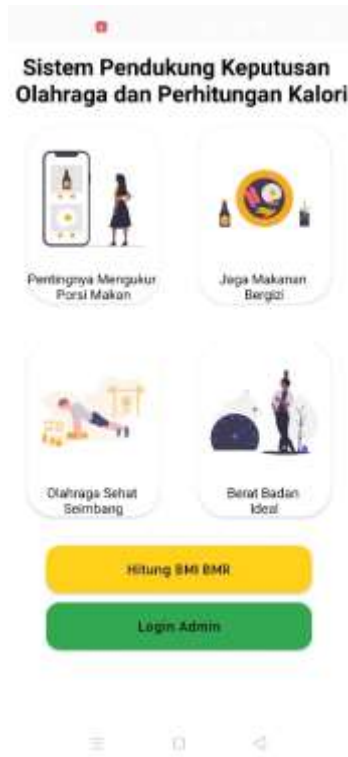 Sistem Pendukung Keputusan
Olahraga dan Perhitungan Kalori
Pentingnya Mengukur
Porsi Makan
Jaga Makanan
Bergizi
Olahraga Sehat
Seimbang
Berat Badan
Ideal
Hitung BMI BMR
Login Admin